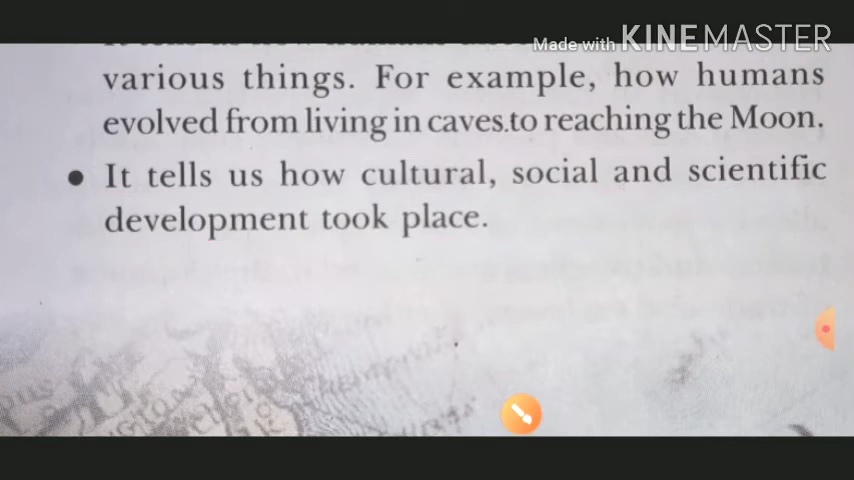 Made with KINEMASTER
various things. For example, how humans
evolved from living in caves.to reaching the Moon.
● It tells us how cultural, social and scientific
development took place.